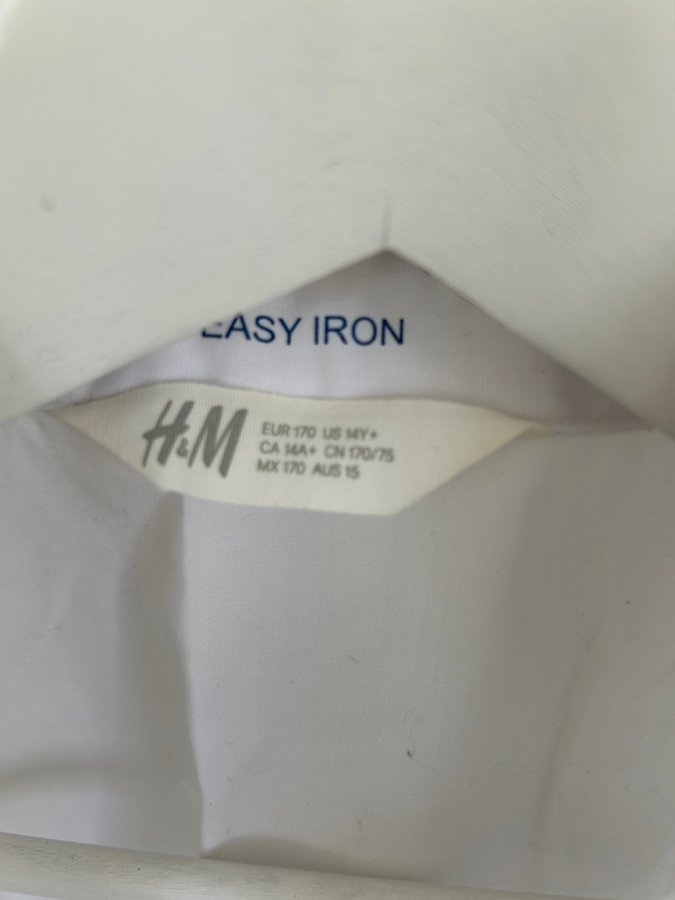 EASY IRON
H&M
EUR 170 US 14Y+
CA 14A+ CN 170/75
MX 170 AUS 15